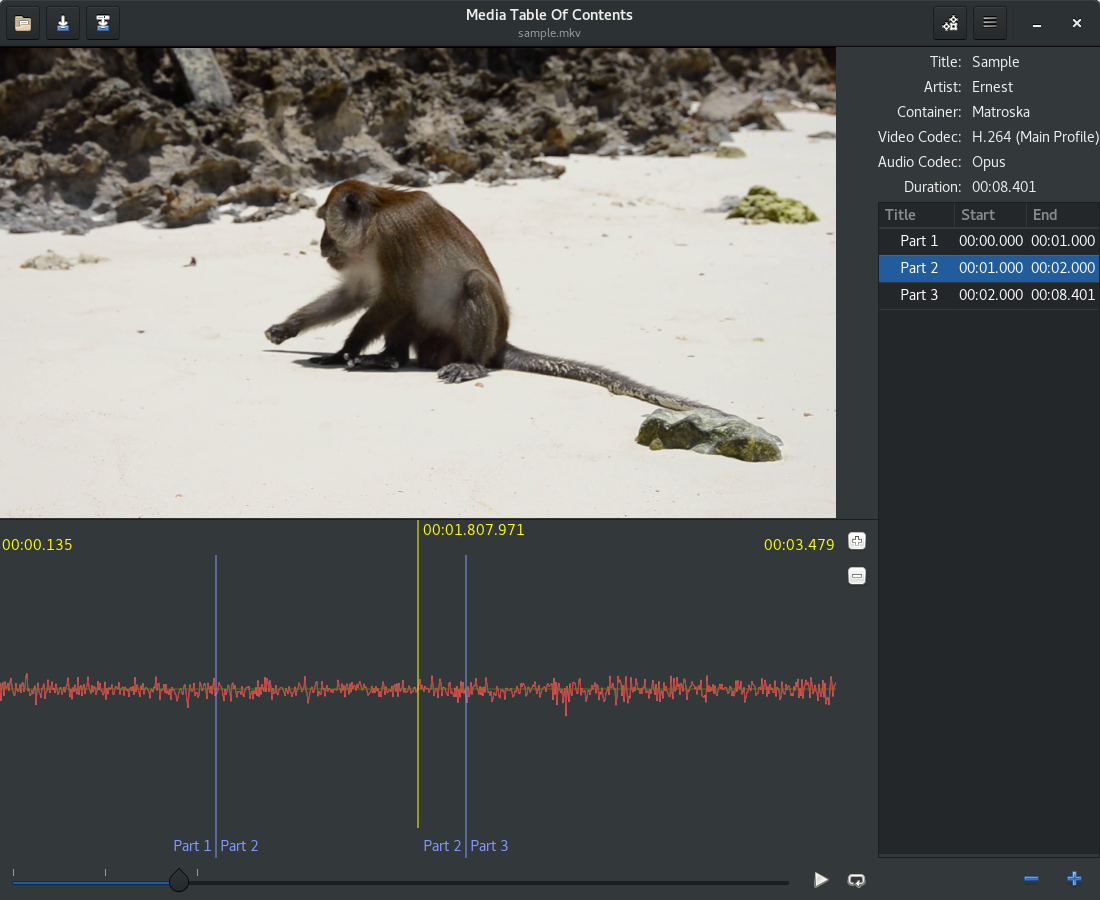 Media Table Of Contents
sample.mkv
Title: Sample
Artist: Ernest
Container: Matroska
Video Codec: H.264 (Main Profile)
Audio Codec: Opus
Duration: 00:08.401
Title Start End
Part 1 00:00.000 00:01.000
Part 2 00:01.000 00:02.000
Part 3 00:02.000 00:08.401
00:01.807.971
00:00.135 00:03.479
Part 1 Part 2 Part 2 Part 3